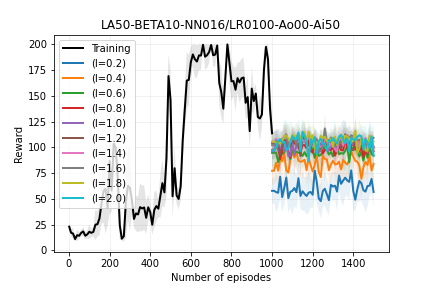 LA50-BETA10-NN016/LR0100-Ao00-Ai50
Reward
200
175
150
125
100
75
50
25
0
Training
(l=0.2)
(l=0.4)
(l=0.6)
(l=0.8)
(l=1.0)
(l=1.2)
(l=1.4)
(l=1.6)
(l=1.8)
(l=2.0)
0 200 400 600 800 1000 1200 1400
Number of episodes